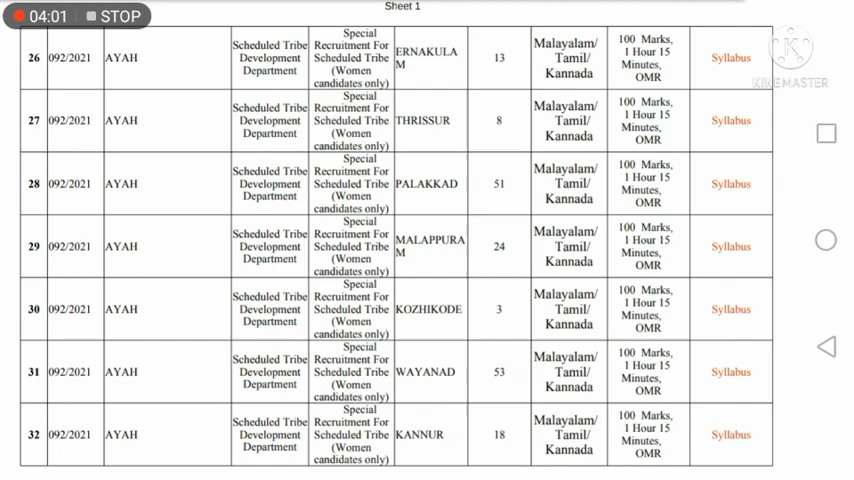 Sheet 1
04:01 STOP
KINEMASTER
26 092/2021 AYAH Scheduled Tribe Development Department Special Recruitment For Scheduled Tribe (Women candidates only) ERNAKULA M 13 Malayalam/ Tamil/ Kannada 100 Marks, 1 Hour 15 Minutes, OMR Syllabus
27 092/2021 AYAH Scheduled Tribe Development Department Special Recruitment For Scheduled Tribe (Women candidates only) THRISSUR 8 Malayalam/ Tamil/ Kannada 100 Marks, 1 Hour 15 Minutes, OMR Syllabus
28 092/2021 AYAH Scheduled Tribe Development Department Special Recruitment For Scheduled Tribe (Women candidates only) PALAKKAD 51 Malayalam/ Tamil/ Kannada 100 Marks, 1 Hour 15 Minutes, OMR Syllabus
29 092/2021 AYAH Scheduled Tribe Development Department Special Recruitment For Scheduled Tribe (Women candidates only) MALAPPURA M 24 Malayalam/ Tamil/ Kannada 100 Marks, 1 Hour 15 Minutes, OMR Syllabus
30 092/2021 AYAH Scheduled Tribe Development Department Special Recruitment For Scheduled Tribe (Women candidates only) KOZHIKODE 3 Malayalam/ Tamil/ Kannada 100 Marks, 1 Hour 15 Minutes, OMR Syllabus
31 092/2021 AYAH Scheduled Tribe Development Department Special Recruitment For Scheduled Tribe (Women candidates only) WAYANAD 53 Malayalam/ Tamil/ Kannada 100 Marks, 1 Hour 15 Minutes, OMR Syllabus
32 092/2021 AYAH Scheduled Tribe Development Department Special Recruitment For Scheduled Tribe (Women candidates only) KANNUR 18 Malayalam/ Tamil/ Kannada 100 Marks, 1 Hour 15 Minutes, OMR Syllabus